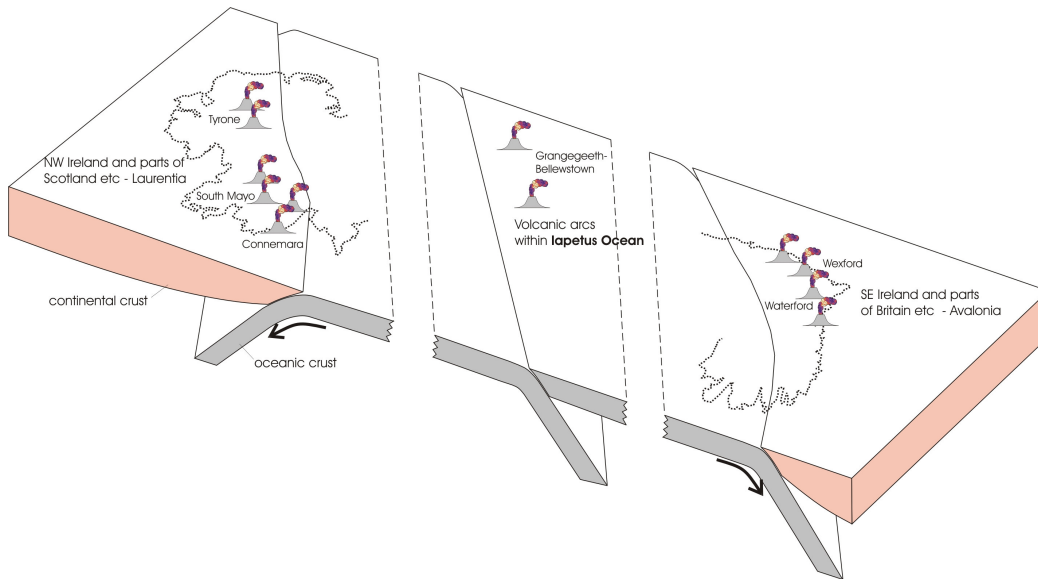 Tyrone
NW Ireland and parts of
Scotland etc - Laurentia
South Mayo
Connemara
continental crust
oceanic crust
Grangegeeth-
Bellewstown
Volcanic arcs
within Iapetus Ocean
Wexford
Waterford
SE Ireland and parts
of Britain etc - Avalonia